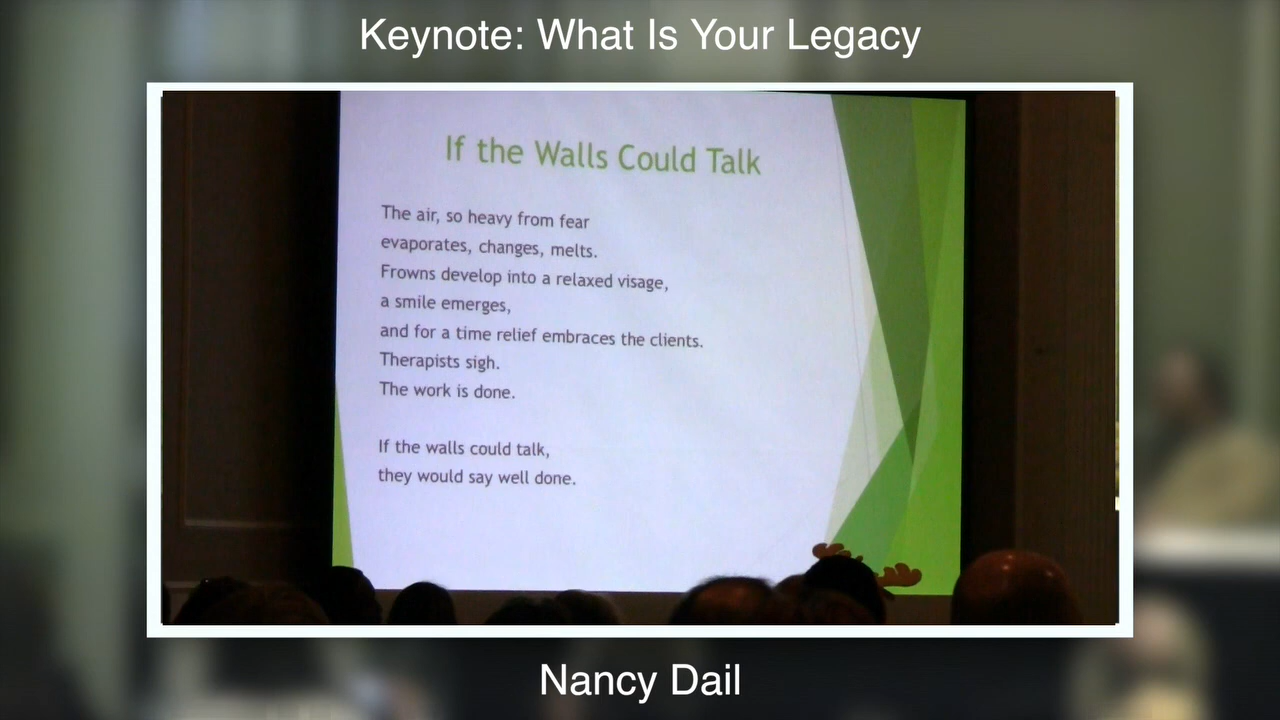 Keynote: What Is Your Legacy
If the Walls Could Talk
The air, so heavy from fear
evaporates, changes, melts.
Frowns develop into a relaxed visage,
a smile emerges,
and for a time relief embraces the clients.
Therapists sigh.
The work is done.
If the walls could talk,
they would say well done.
Nancy Dail